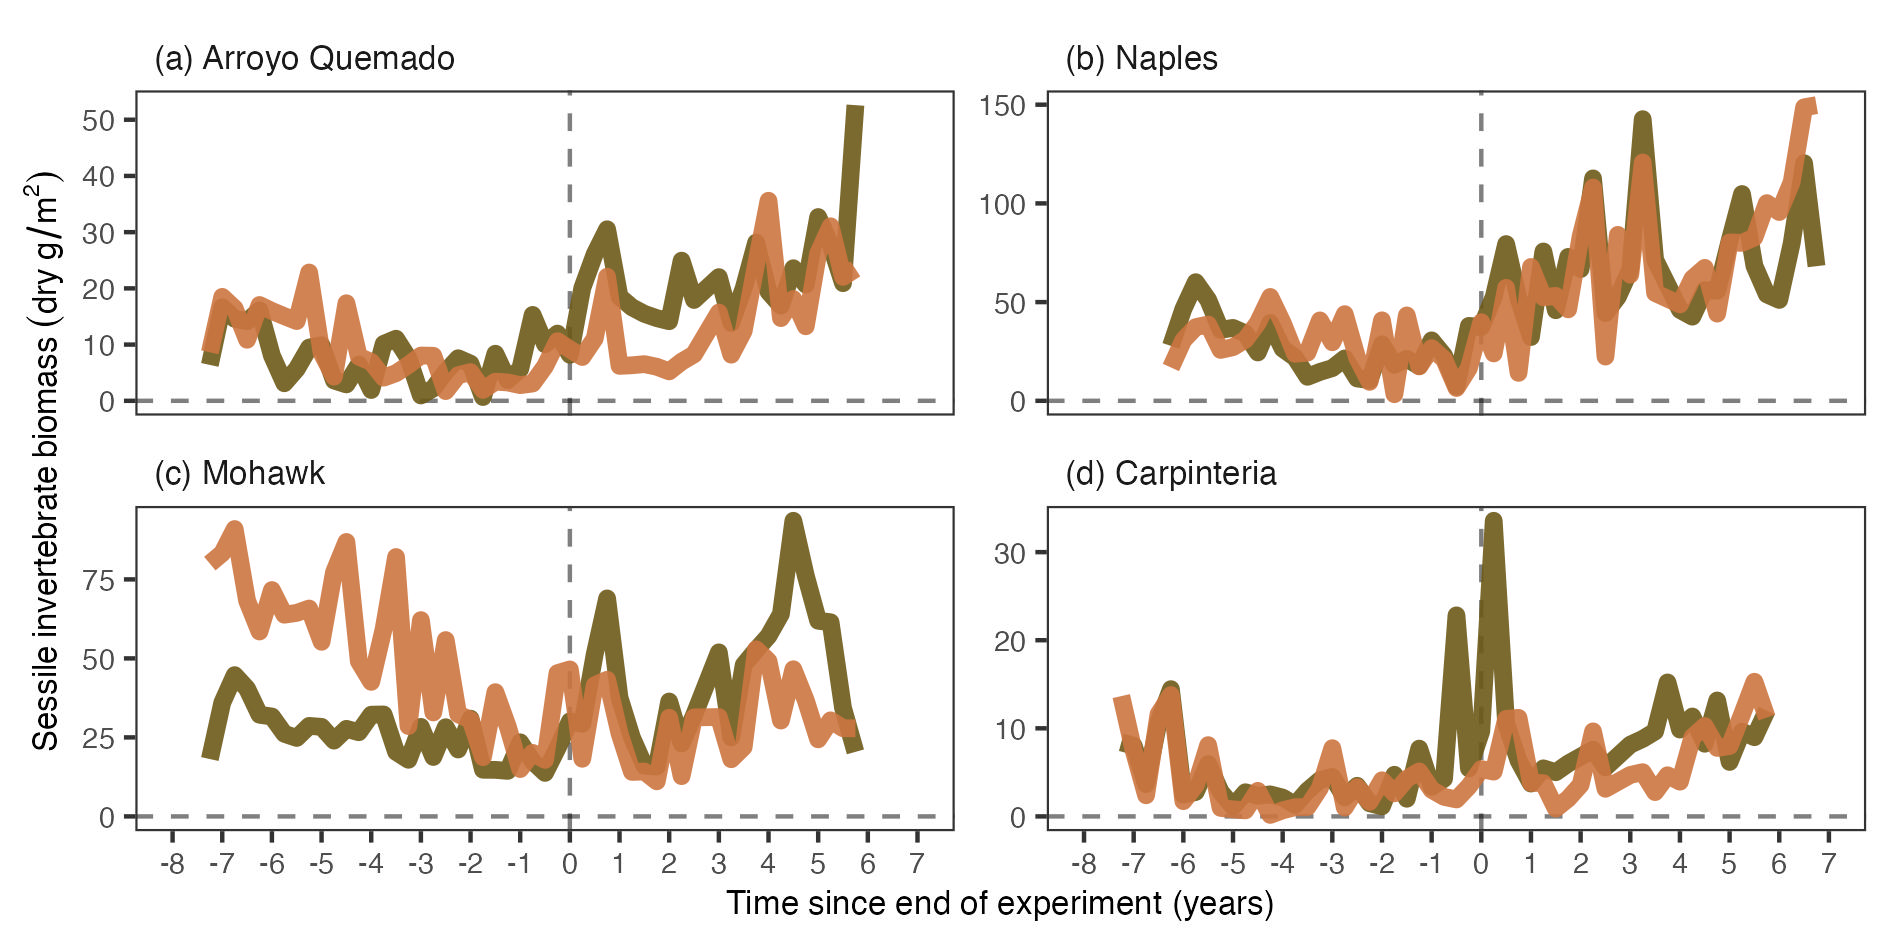 (a) Arroyo Quemado
(b) Naples
50
40
30
20
10
0
150
100
50
0
Sessile invertebrate biomass (dry g/m²)
(c) Mohawk
(d) Carpinteria
75
50
25
0
30
20
10
0
-8 -7 -6 -5 -4 -3 -2 -1 0 1 2 3 4 5 6 7
-8 -7 -6 -5 -4 -3 -2 -1 0 1 2 3 4 5 6 7
Time since end of experiment (years)